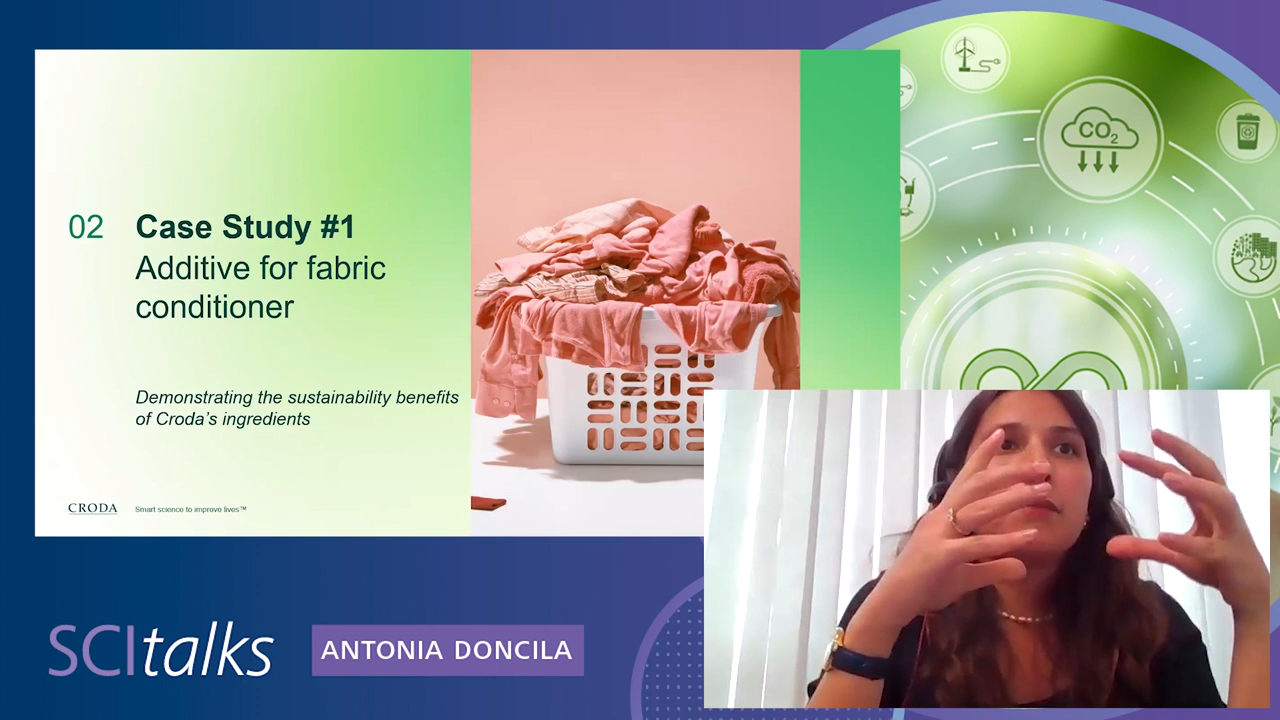 02
Case Study #1
Additive for fabric
conditioner
Demonstrating the sustainability benefits
of Croda's ingredients
CRODA
Smart science to improve lives™
CO2
SCItalks
ANTONIA DONCILA